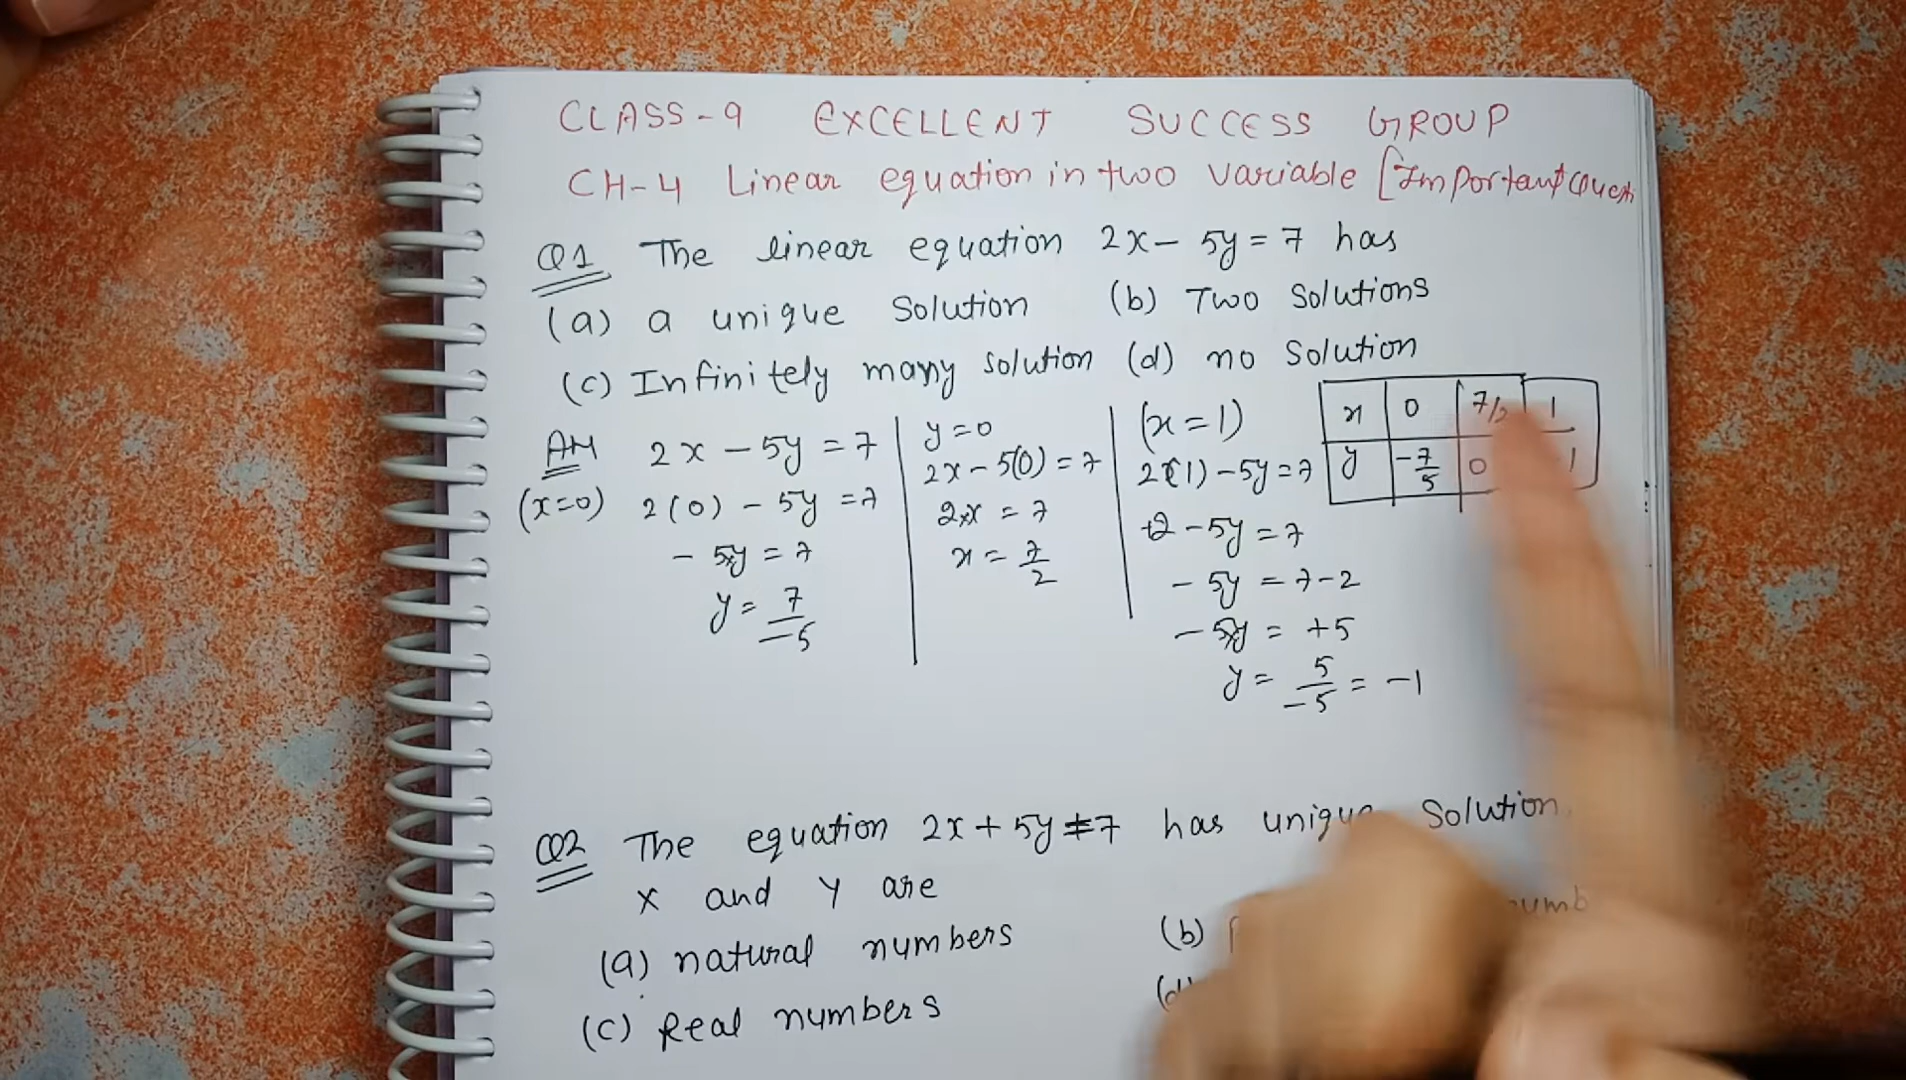 CLASS-9 EXCELLENT SUCCESS GROUP
CH-4 Linear equation in two variable [Important
Q1 The linear equation 2x - 5y = 7 has
(a) a unique Solution (b) Two Solutions
(c) Infinitely many solution (d) no Solution
2x - 5y = 7
(x=0) 2(0) - 5y = 7
- 5y = 7
y = 7/-5
y = 0
2x - 5(0) = 7
2x = 7
x = 7/2
(x = 1)
2(1) - 5y = 7
+2 - 5y = 7
- 5y = 7 - 2
- 5y = +5
y = 5/-5 = -1
x 0 7/2 1
y -7/5 0
Q2 The equation 2x + 5y = 7 has Solution
x and y are
(a) natural numbers (b)
(c) Real numbers